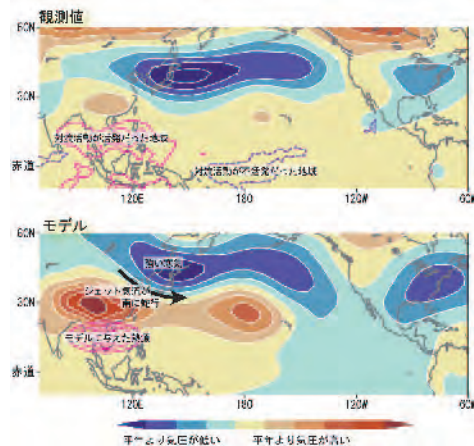 観測値
60N
30N
赤道
対流活動が活発だった地域
対流活動が不活発だった地域
120E
180
120W
60W
モデル
60N
30N
赤道
強い寒気
ジェット気流が
南に蛇行
モデルに与えた熱源
120E
180
120W
60W
平年より気圧が低い
平年より気圧が高い